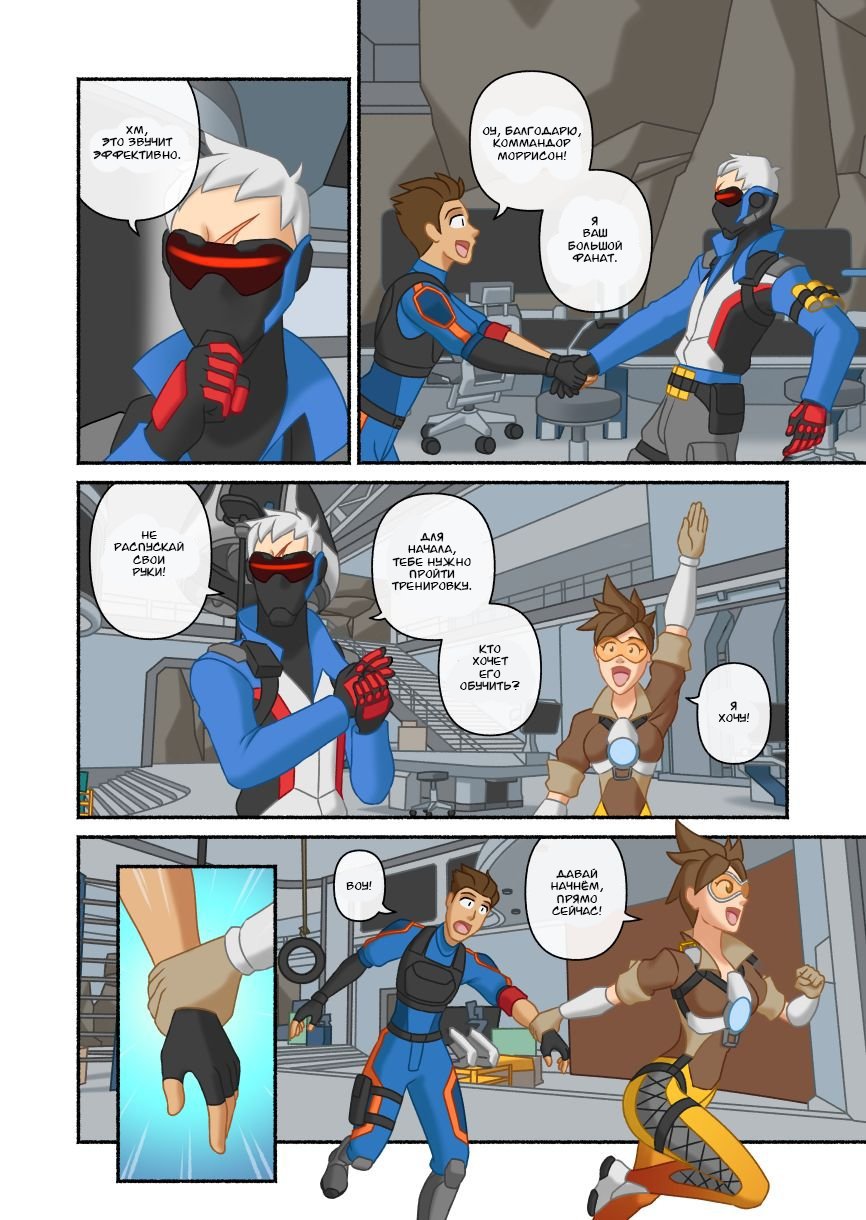 ХМ,
ЭТО ЗВУЧИТ
ЭФФЕКТИВНО.
ОУ, БАЛГОДАРЮ,
КОММАНДОР
МОРРИСОН!
Я
ВАШ
БОЛЬШОЙ
ФАНАТ.
НЕ
РАСПУСКАЙ
СВОИ
РУКИ!
ДЛЯ
НАЧАЛА,
ТЕБЕ НУЖНО
ПРОЙТИ
ТРЕНИРОВКУ.
КТО
ХОЧЕТ
ЕГО
ОБУЧИТЬ?
Я
ХОЧУ!
ВОУ!
ДАВАЙ
НАЧНЁМ,
ПРЯМО
СЕЙЧАС!